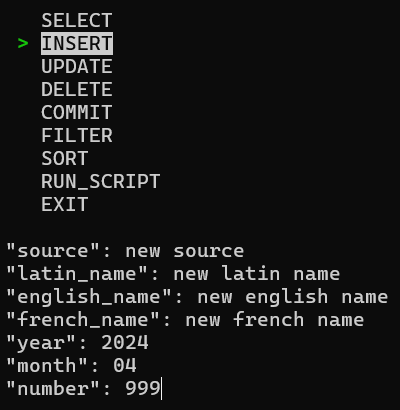 SELECT
> INSERT
UPDATE
DELETE
COMMIT
FILTER
SORT
RUN_SCRIPT
EXIT
"source": new source
"latin_name": new latin name
"english_name": new english name
"french_name": new french name
"year": 2024
"month": 04
"number": 999